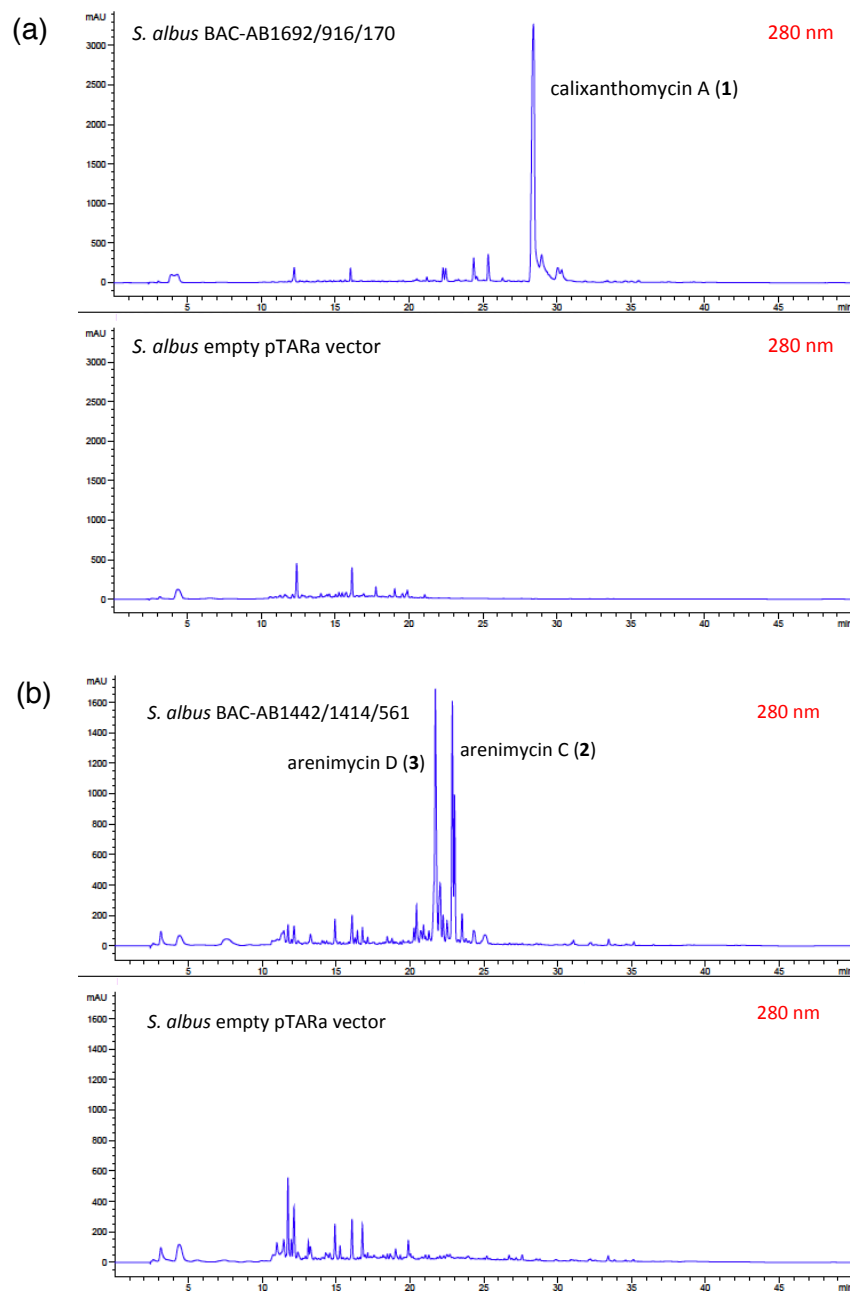 (a)
mAU
S. albus BAC-AB1692/916/170
280 nm
3000
calixanthomycin A (1)
2500
2000
1500
1000
500
0
5 10 15 20 25 30 35 40 45 min
mAU
S. albus empty pTARa vector
280 nm
3000
2500
2000
1500
1000
500
0
5 10 15 20 25 30 35 40 45 min
(b)
mAU
S. albus BAC-AB1442/1414/561
280 nm
1600
arenimycin C (2)
arenimycin D (3)
1400
1200
1000
800
600
400
200
0
5 10 15 20 25 30 35 40 45 min
mAU
S. albus empty pTARa vector
280 nm
1600
1400
1200
1000
800
600
400
200
0
5 10 15 20 25 30 35 40 45 min